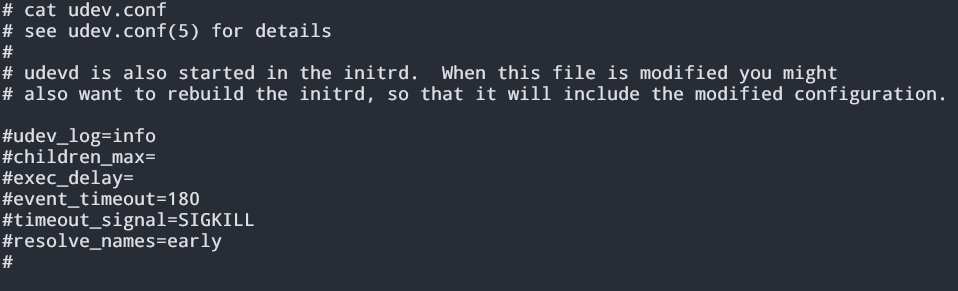 # cat udev.conf
# see udev.conf(5) for details
#
# udevd is also started in the initrd.  When this file is modified you might
# also want to rebuild the initrd, so that it will include the modified configuration.

#udev_log=info
#children_max=
#exec_delay=
#event_timeout=180
#timeout_signal=SIGKILL
#resolve_names=early
#